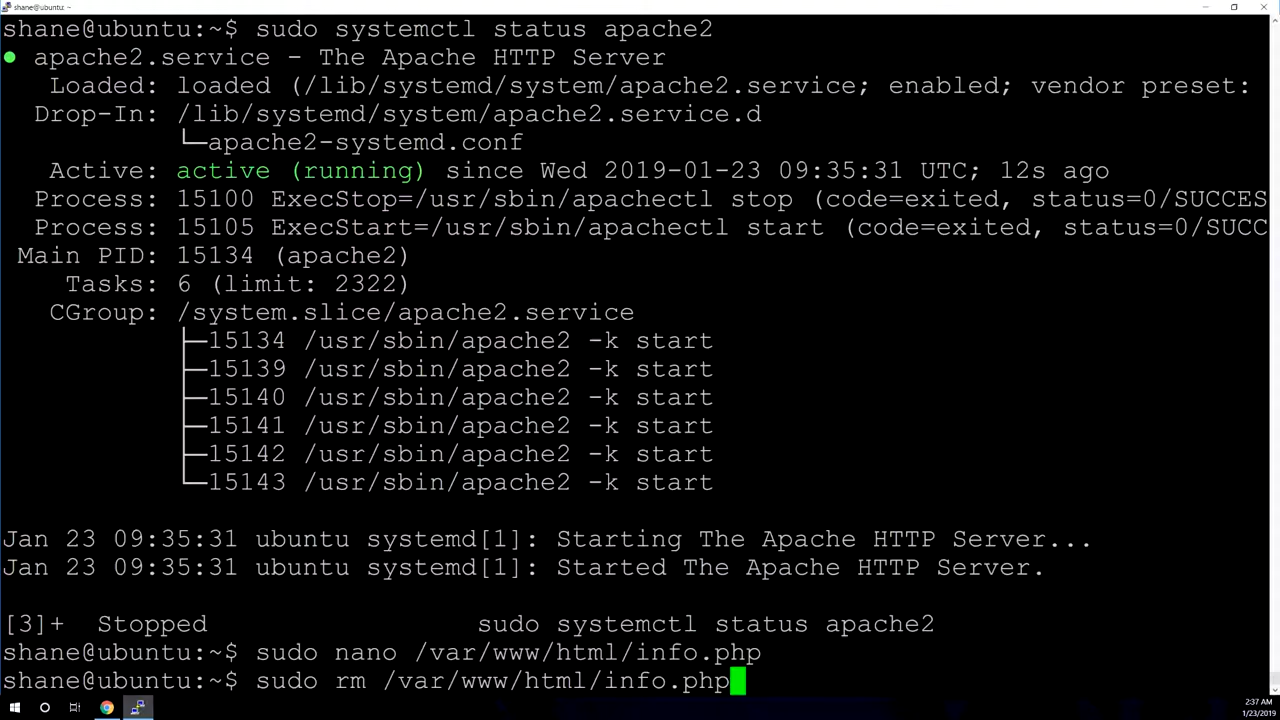 shane@ubuntu: ~
shane@ubuntu:~$ sudo systemctl status apache2
● apache2.service - The Apache HTTP Server
Loaded: loaded (/lib/systemd/system/apache2.service; enabled; vendor preset:
Drop-In: /lib/systemd/system/apache2.service.d
└─apache2-systemd.conf
Active: active (running) since Wed 2019-01-23 09:35:31 UTC; 12s ago
Process: 15100 ExecStop=/usr/sbin/apachectl stop (code=exited, status=0/SUCCES
Process: 15105 ExecStart=/usr/sbin/apachectl start (code=exited, status=0/SUCC
Main PID: 15134 (apache2)
Tasks: 6 (limit: 2322)
CGroup: /system.slice/apache2.service
├─15134 /usr/sbin/apache2 -k start
├─15139 /usr/sbin/apache2 -k start
├─15140 /usr/sbin/apache2 -k start
├─15141 /usr/sbin/apache2 -k start
├─15142 /usr/sbin/apache2 -k start
└─15143 /usr/sbin/apache2 -k start
Jan 23 09:35:31 ubuntu systemd[1]: Starting The Apache HTTP Server...
Jan 23 09:35:31 ubuntu systemd[1]: Started The Apache HTTP Server.
[3]+ Stopped sudo systemctl status apache2
shane@ubuntu:~$ sudo nano /var/www/html/info.php
shane@ubuntu:~$ sudo rm /var/www/html/info.php
2:37 AM
1/23/2019